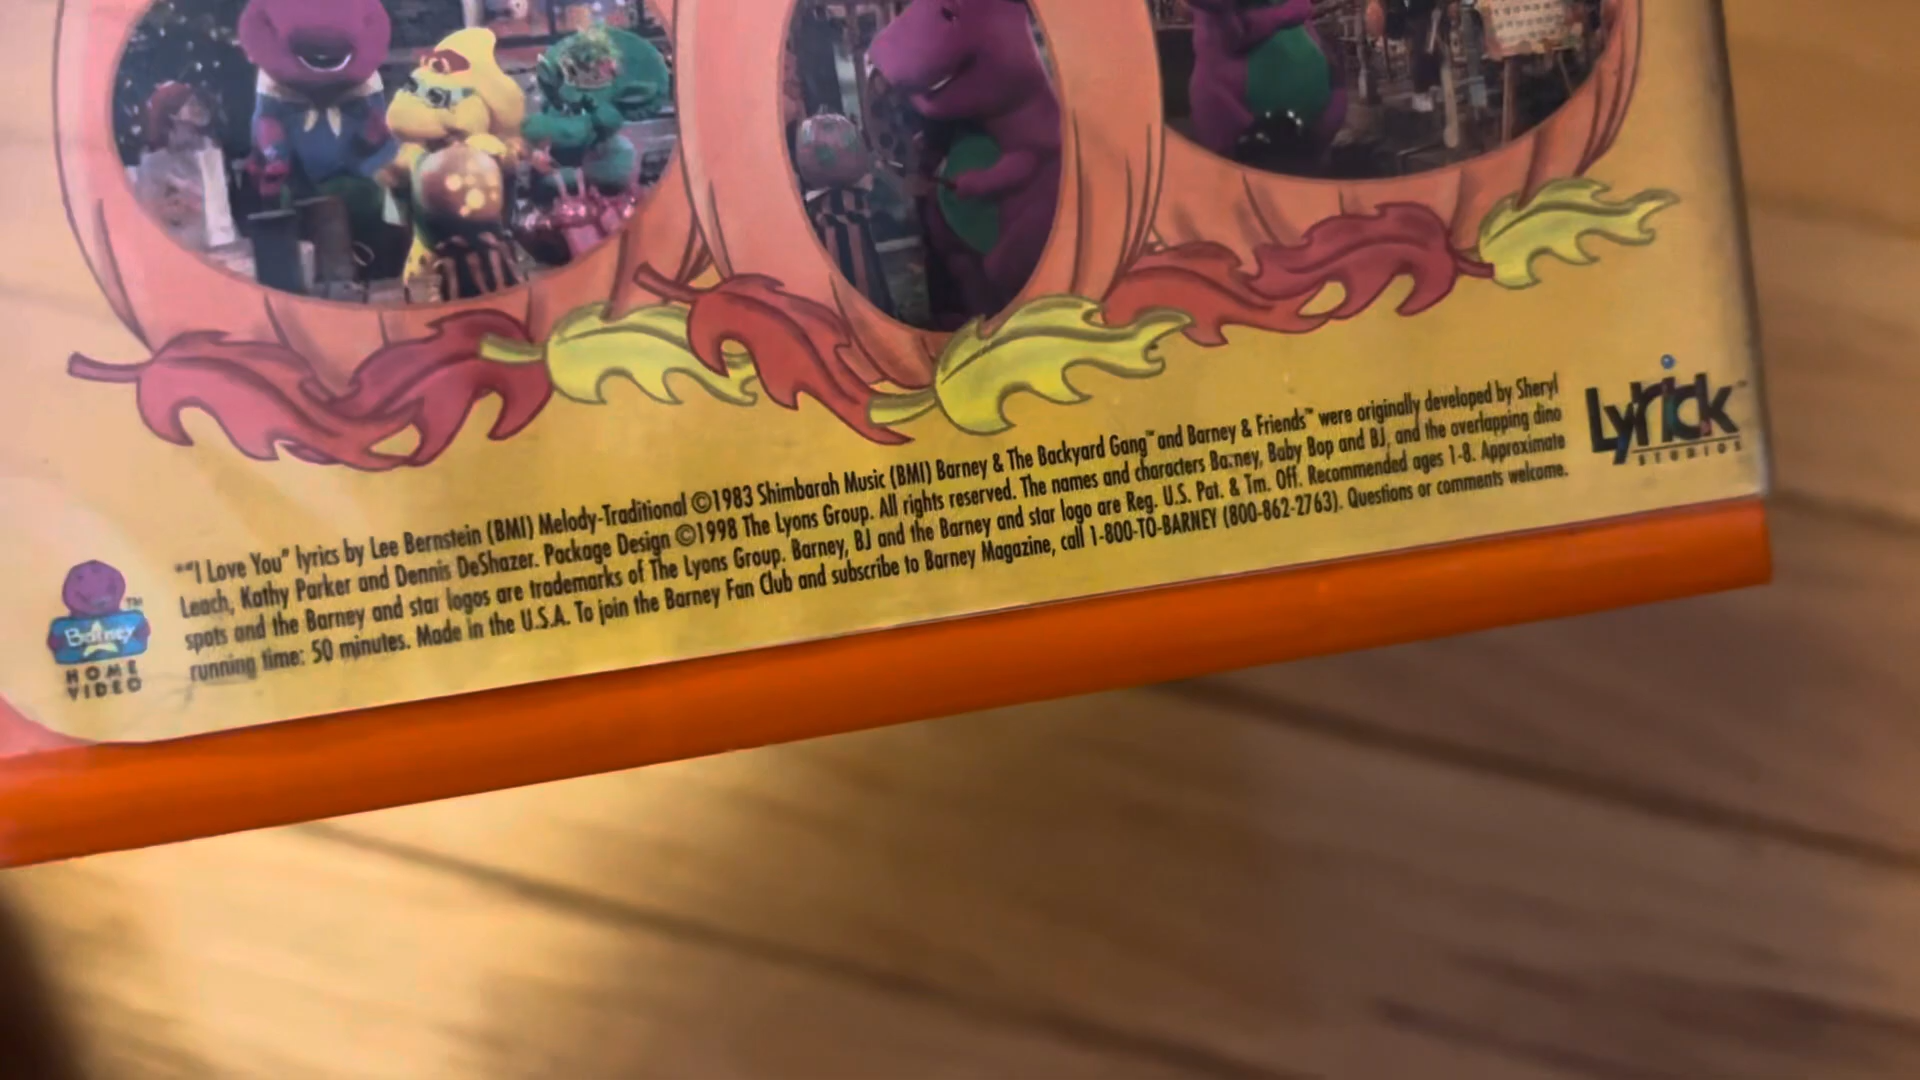 **"I Love You" lyrics by Lee Bernstein (BMI) Melody-Traditional ©1983 Shimbarah Music (BMI) Barney & The Backyard Gang™ and Barney & Friends™ were originally developed by Sheryl
Leach, Kathy Parker and Dennis DeShazer. Package Design ©1998 The Lyons Group. All rights reserved. The names and characters Barney, Baby Bop and BJ, and the overlapping dino
spots and the Barney and star logos are trademarks of The Lyons Group. Barney, BJ and the Barney and star logo are Reg. U.S. Pat. & Tm. Off. Recommended ages 1-8. Approximate
running time: 50 minutes. Made in the U.S.A. To join the Barney Fan Club and subscribe to Barney Magazine, call 1-800-TO-BARNEY (800-862-2763). Questions or comments welcome.
Lyrick™
STUDIOS
Barney™
HOME
VIDEO